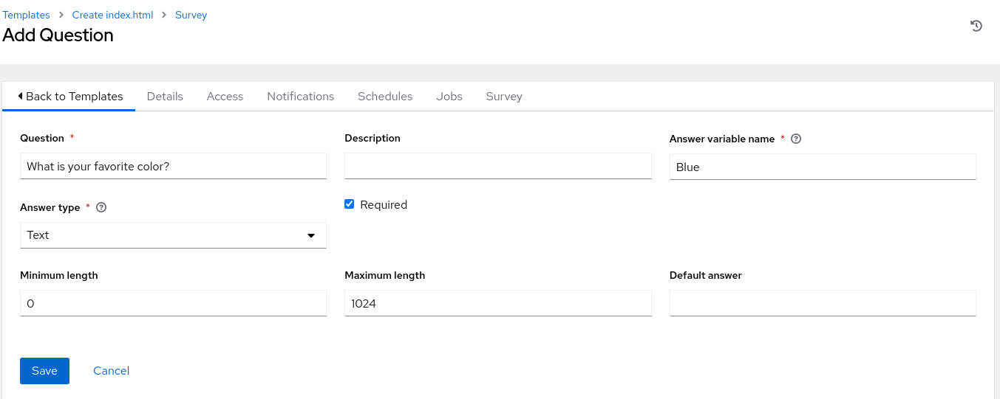 Templates > Create index.html > Survey
Add Question
Back to Templates Details Access Notifications Schedules Jobs Survey
Question * Description Answer variable name *
What is your favorite color? Blue
Answer type * Required
Text
Minimum length Maximum length Default answer
0 1024
Save Cancel